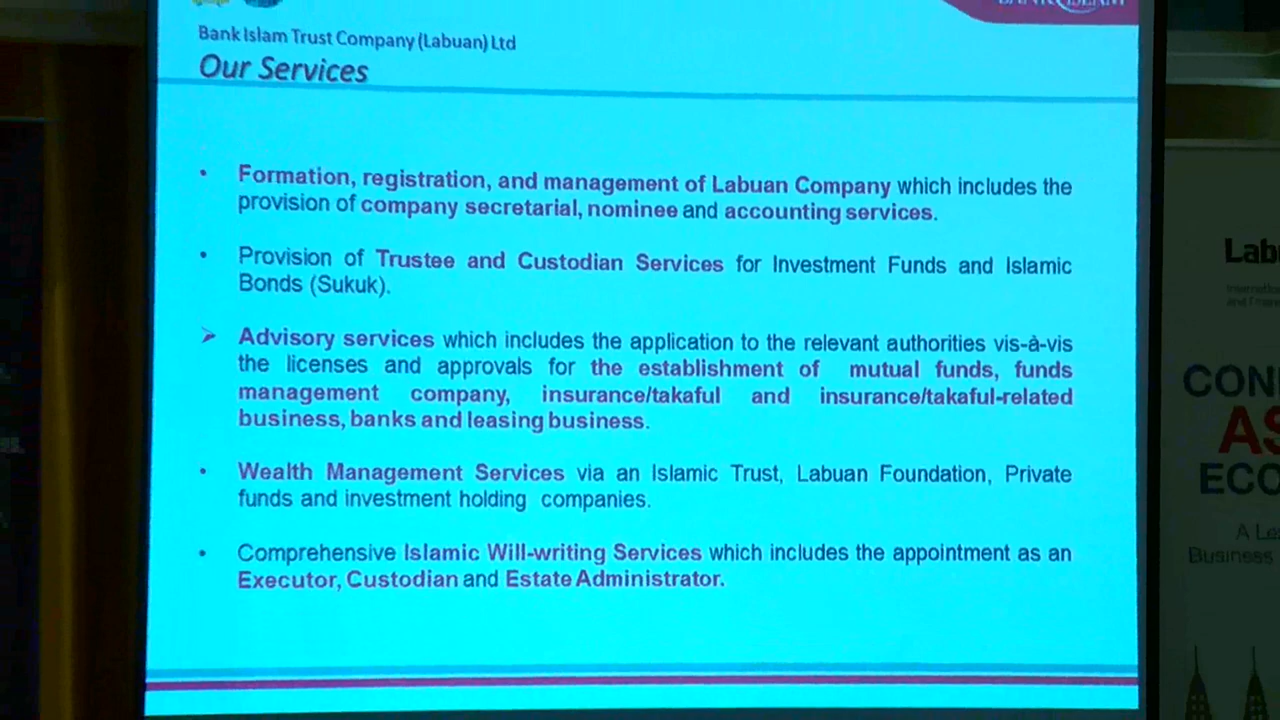 BANK ISLAM
Bank Islam Trust Company (Labuan) Ltd
Our Services
• Formation, registration, and management of Labuan Company which includes the
provision of company secretarial, nominee and accounting services.
• Provision of Trustee and Custodian Services for Investment Funds and Islamic
Bonds (Sukuk).
➢ Advisory services which includes the application to the relevant authorities vis-à-vis
the licenses and approvals for the establishment of mutual funds, funds
management company, insurance/takaful and insurance/takaful-related
business, banks and leasing business.
• Wealth Management Services via an Islamic Trust, Labuan Foundation, Private
funds and investment holding companies.
• Comprehensive Islamic Will-writing Services which includes the appointment as an
Executor, Custodian and Estate Administrator.
Lab
CON
AS
ECO
A Le
Business